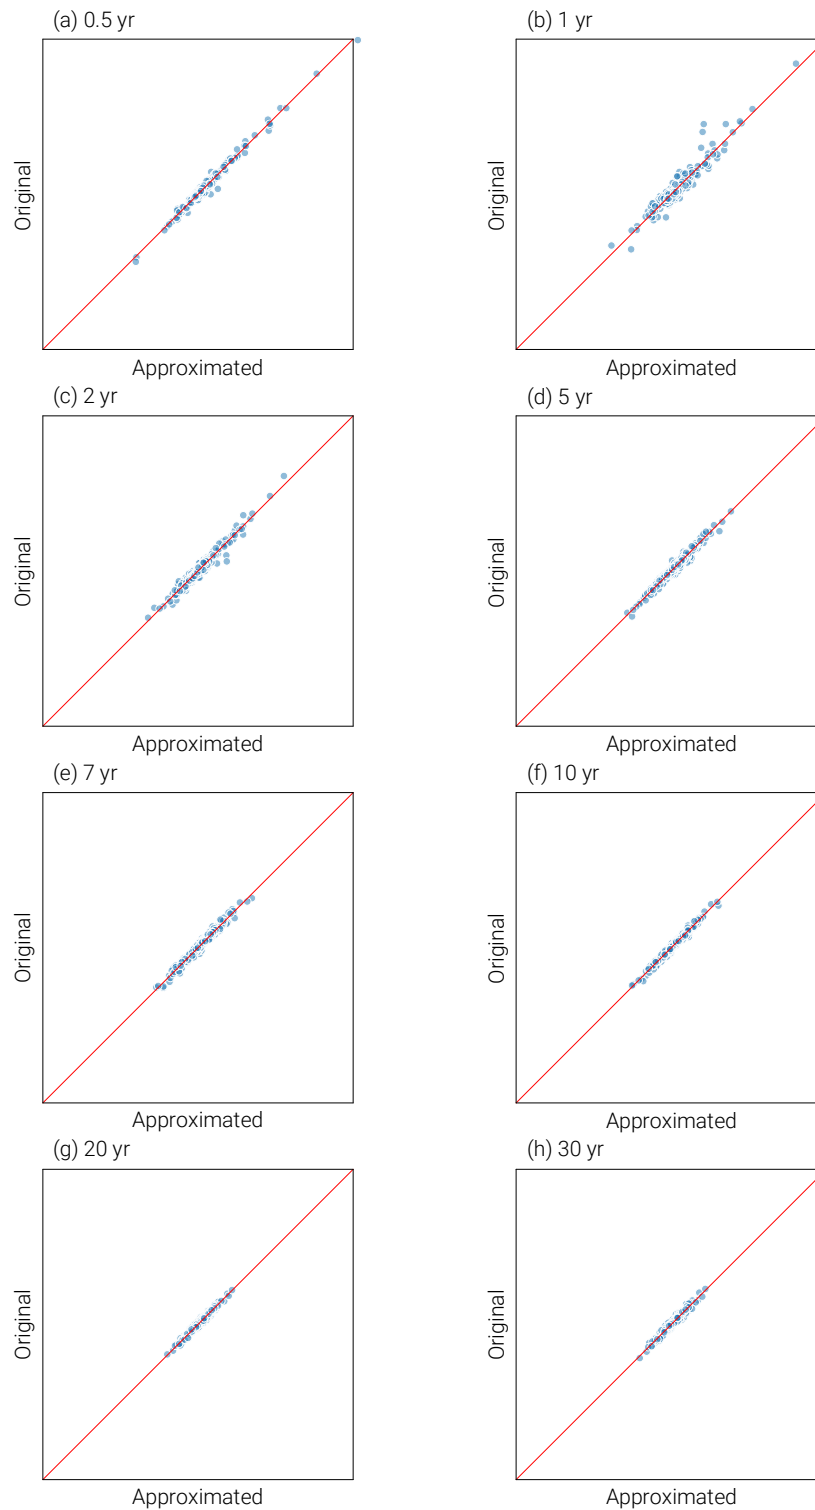 (a) 0.5 yr
Original
Approximated
(b) 1 yr
Original
Approximated
(c) 2 yr
Original
Approximated
(d) 5 yr
Original
Approximated
(e) 7 yr
Original
Approximated
(f) 10 yr
Original
Approximated
(g) 20 yr
Original
Approximated
(h) 30 yr
Original
Approximated